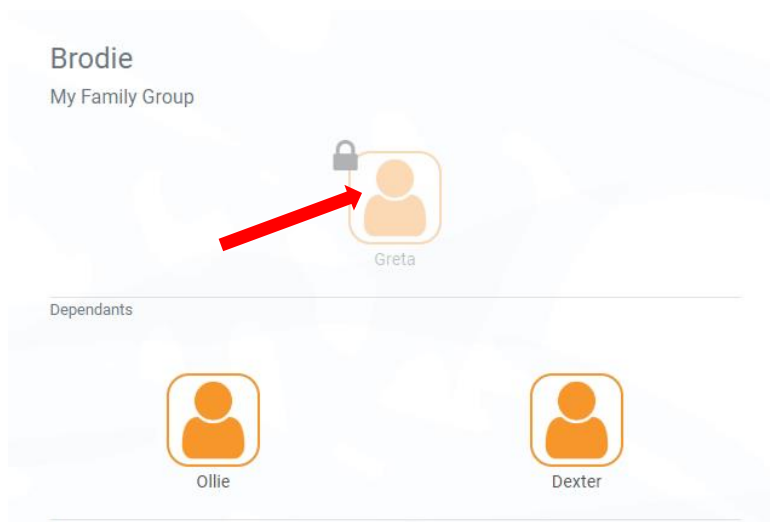 Brodie
My Family Group
Greta
Dependants
Ollie
Dexter